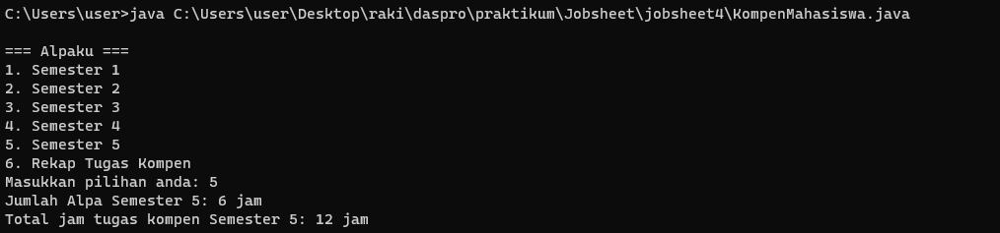 C:\Users\user>java C:\Users\user\Desktop\raki\daspro\praktikum\Jobsheet\jobsheet4\KompenMahasiswa.java
=== Alpaku ===
1. Semester 1
2. Semester 2
3. Semester 3
4. Semester 4
5. Semester 5
6. Rekap Tugas Kompen
Masukkan pilihan anda: 5
Jumlah Alpa Semester 5: 6 jam
Total jam tugas kompen Semester 5: 12 jam